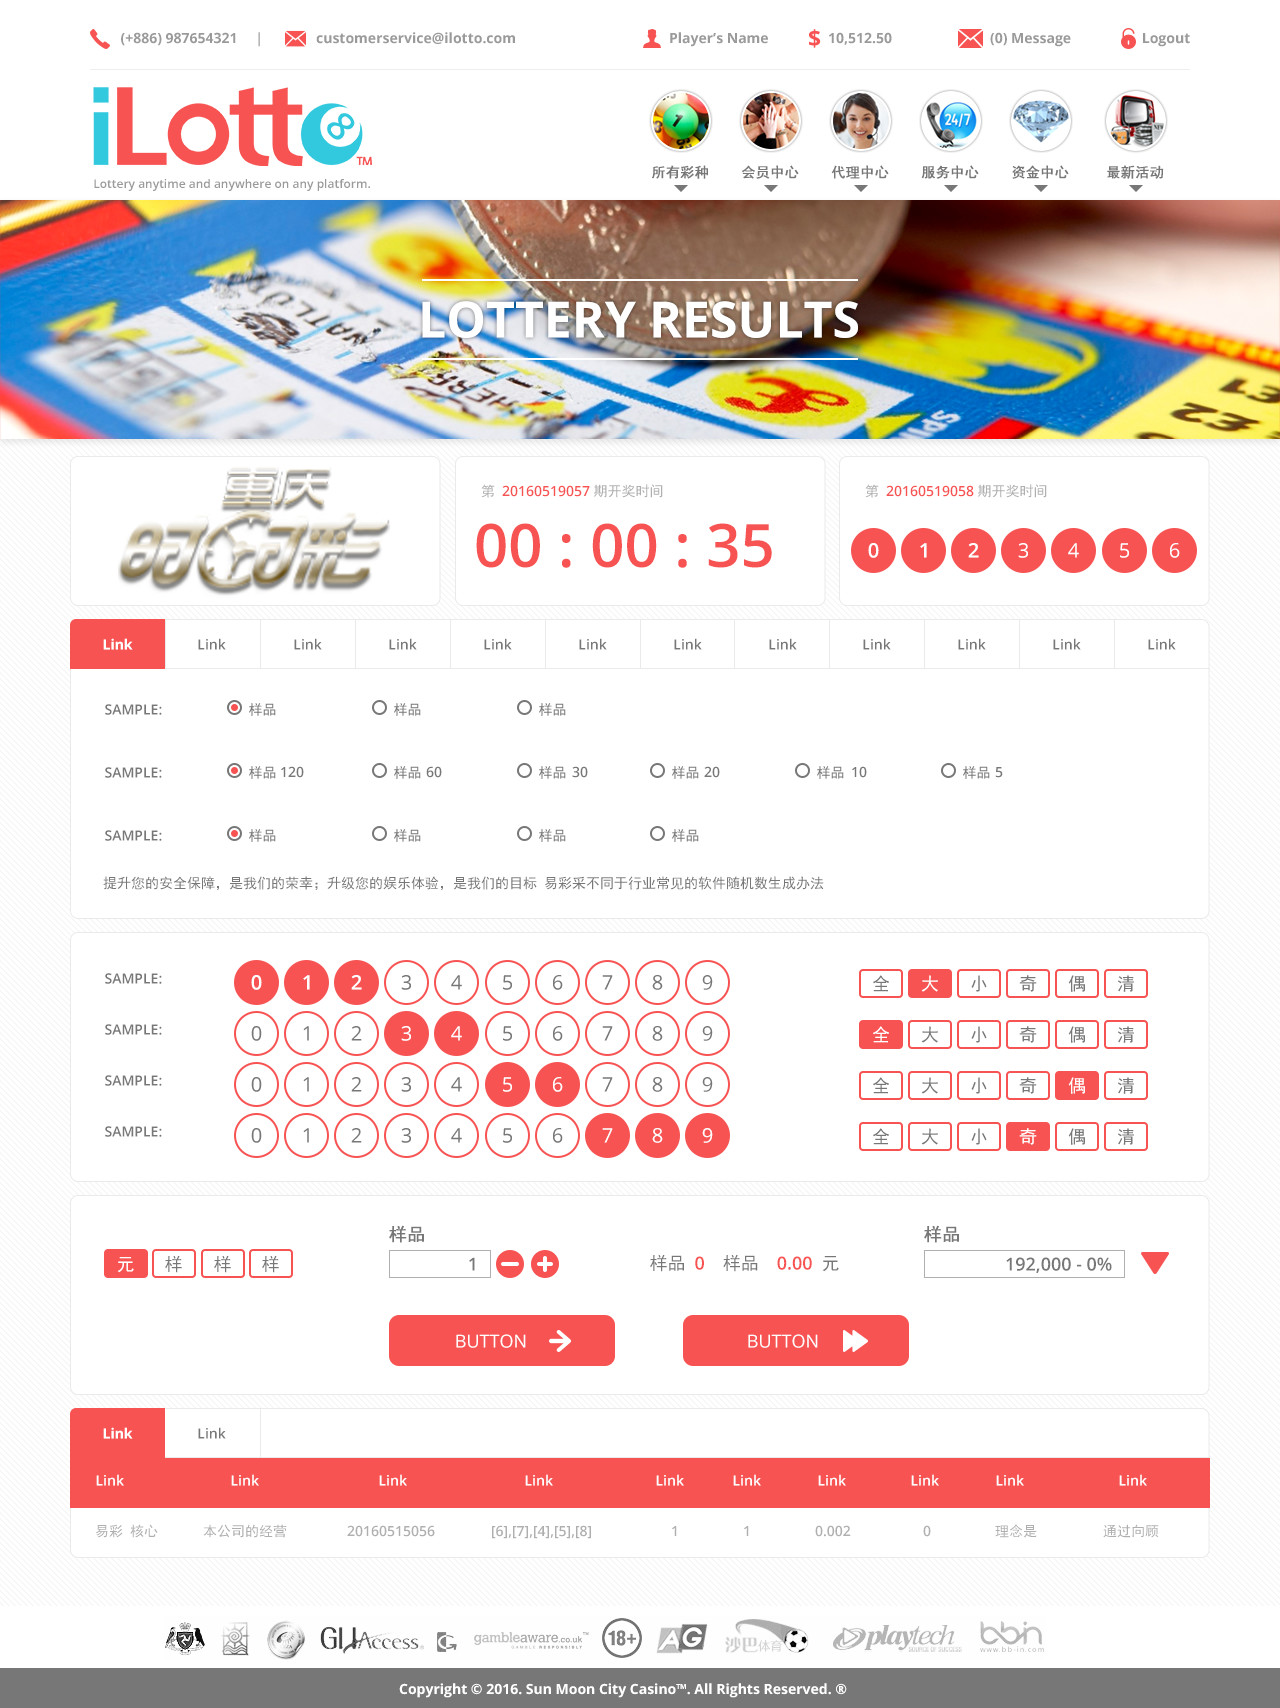 (+886) 987654321 | customerservice@ilotto.com Player's Name $ 10,512.50 (0) Message Logout
iLotto8™
Lottery anytime and anywhere on any platform.
24/7
所有彩种 会员中心 代理中心 服务中心 资金中心 最新活动
LOTTERY RESULTS
重庆
时时彩
第 20160519057 期开奖时间
00 : 00 : 35
第 20160519058 期开奖时间
0 1 2 3 4 5 6
Link Link Link Link Link Link Link Link Link Link Link Link
SAMPLE: 样品 样品 样品
SAMPLE: 样品 120 样品 60 样品 30 样品 20 样品 10 样品 5
SAMPLE: 样品 样品 样品 样品
提升您的安全保障，是我们的荣幸；升级您的娱乐体验，是我们的目标 易彩采不同于行业常见的软件随机数生成办法
SAMPLE: 0 1 2 3 4 5 6 7 8 9 全 大 小 奇 偶 清
SAMPLE: 0 1 2 3 4 5 6 7 8 9 全 大 小 奇 偶 清
SAMPLE: 0 1 2 3 4 5 6 7 8 9 全 大 小 奇 偶 清
SAMPLE: 0 1 2 3 4 5 6 7 8 9 全 大 小 奇 偶 清
样品 样品
元 样 样 样 1 样品 0 样品 0.00 元 192,000 - 0%
BUTTON BUTTON
Link Link
Link Link Link Link Link Link Link Link Link Link
易彩 核心 本公司的经营 20160515056 [6],[7],[4],[5],[8] 1 1 0.002 0 理念是 通过向顾
GLI Access G gambleaware.co.uk™ GAMBLE RESPONSIBLY 18+ AG 沙巴体育 playtech SOURCE OF SUCCESS bbin www.bb-in.com
Copyright © 2016. Sun Moon City Casino™. All Rights Reserved. ®